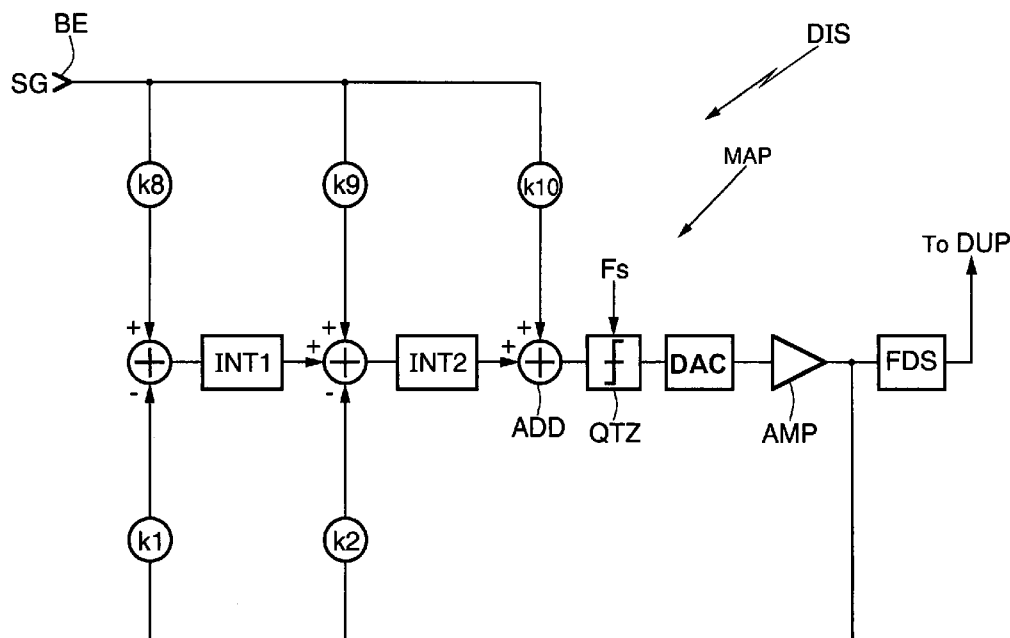 BE
DIS
SG
MAP
k8
k9
k10
To DUP
Fs
+
+
+
+
+
INT1
INT2
DAC
FDS
-
-
ADD
QTZ
AMP
k1
k2